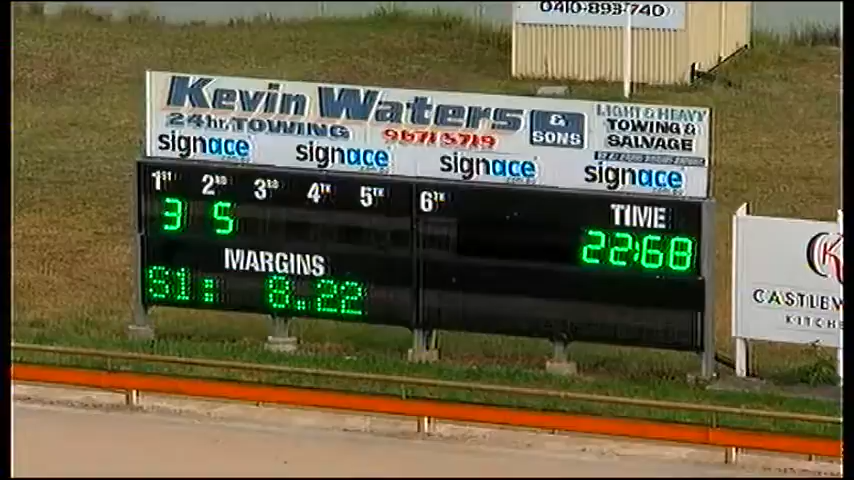 0410-893-740
Kevin Waters & SONS
24hr. TOWING 9671 5719
LIGHT & HEAVY
TOWING &
SALVAGE
signace signace signace signace
1ST 2ND 3RD 4TH 5TH 6TH TIME
3 5 22:68
MARGINS
S1: 8.22
CASTLEW
KITCHE